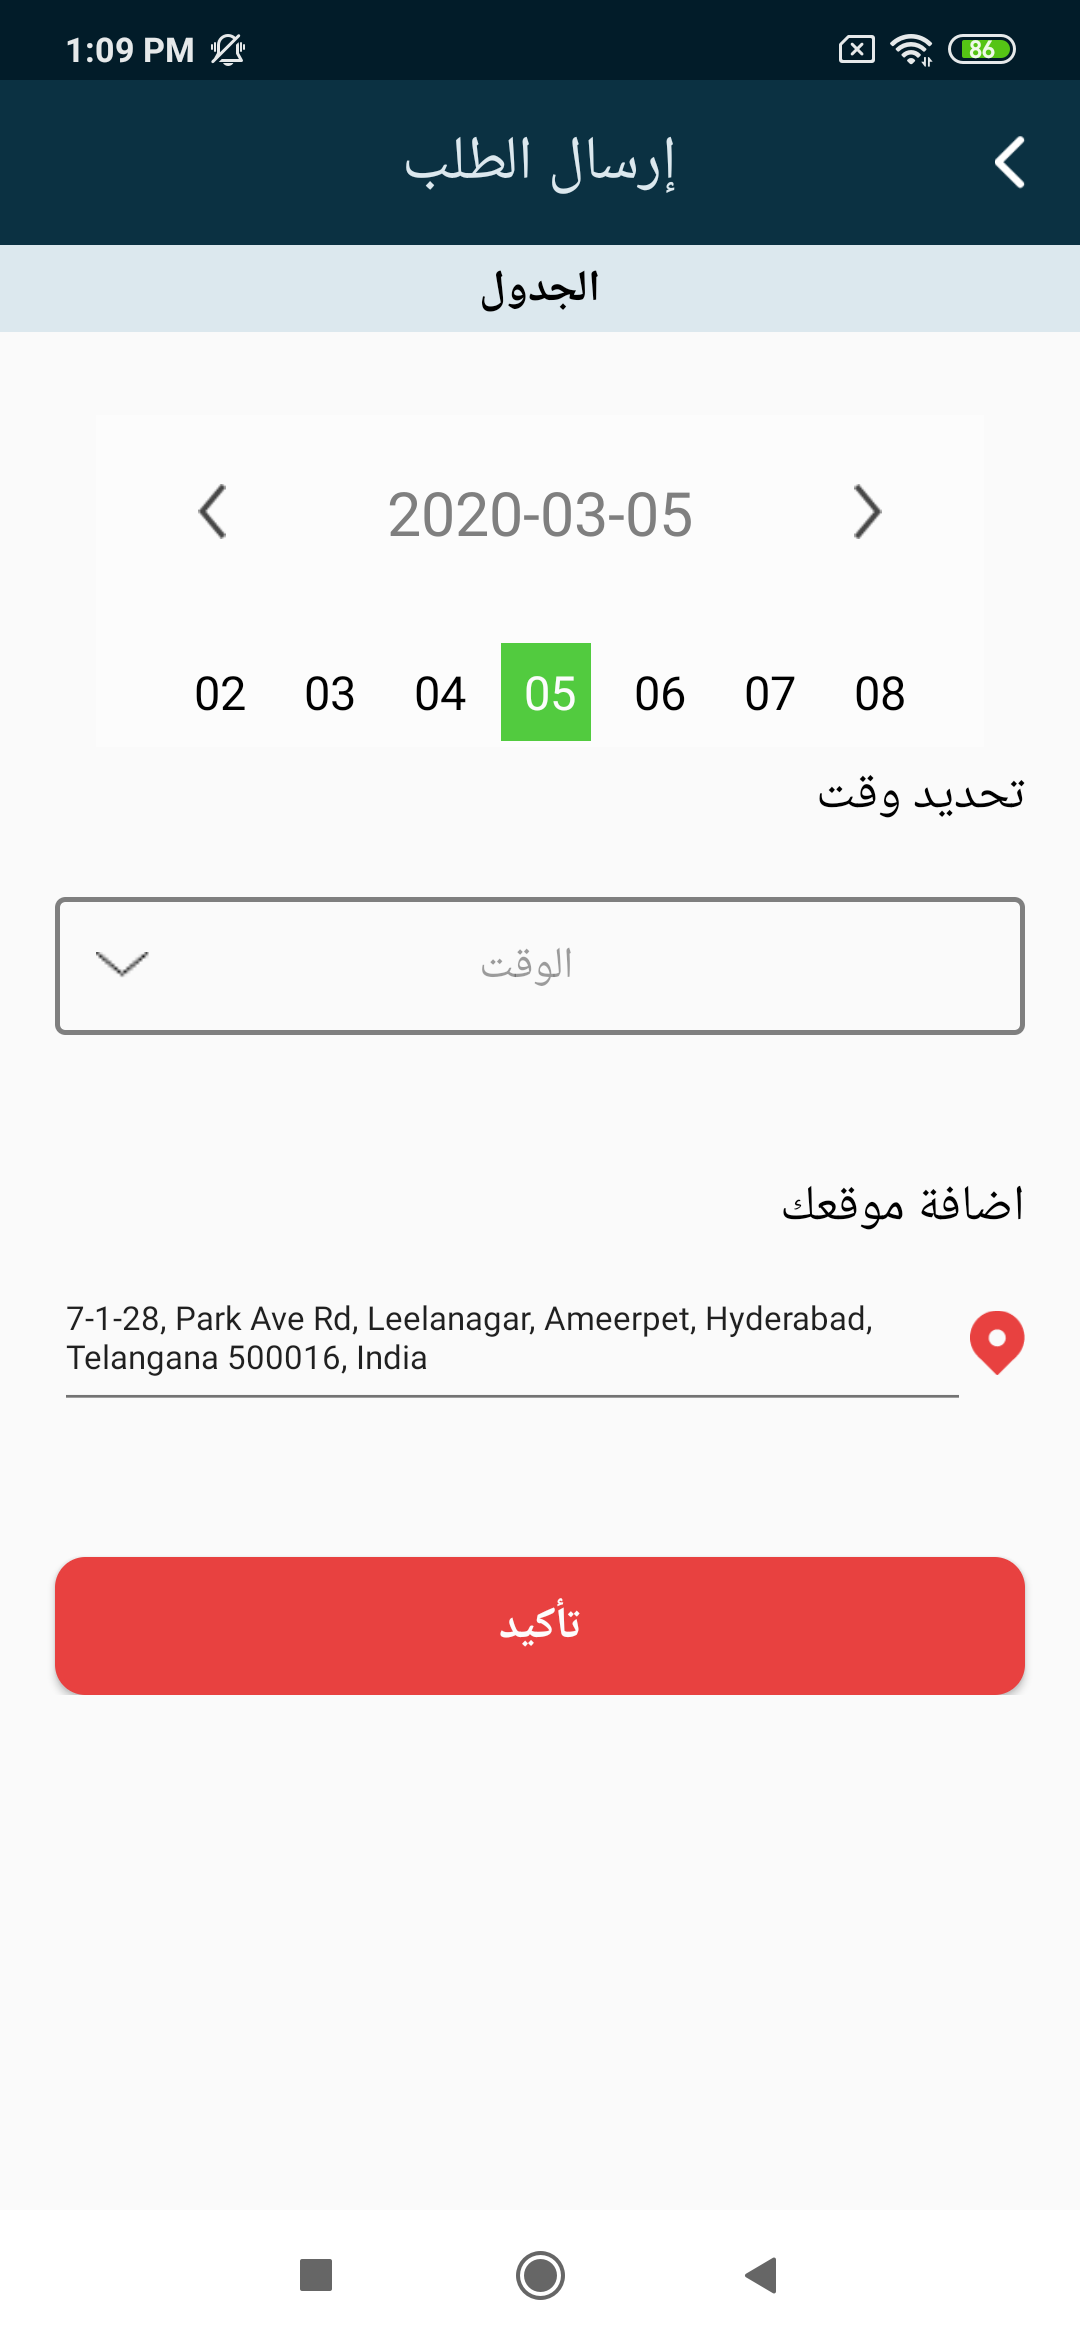 1:09 PM
86
إرسال الطلب
الجدول
2020-03-05
02 03 04 05 06 07 08
تحديد وقت
الوقت
اضافة موقعك
7-1-28, Park Ave Rd, Leelanagar, Ameerpet, Hyderabad,
Telangana 500016, India
تأكيد